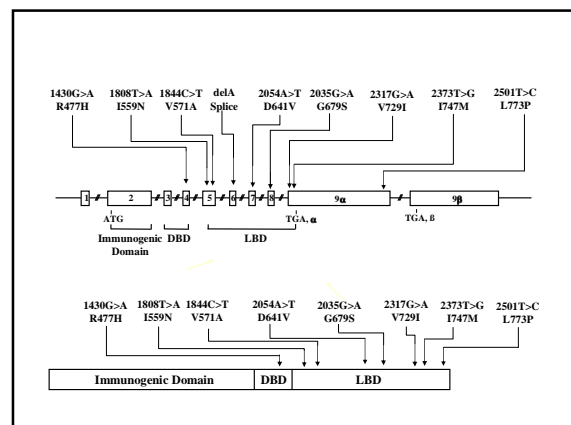 1430G>A 1808T>A 1844C>T delA 2054A>T 2035G>A 2317G>A 2373T>G 2501T>C
R477H I559N V571A Splice D641V G679S V729I I747M L773P
1 2 3 4 5 6 7 8 9α 9β
ATG TGA, α TGA, ß
Immunogenic Domain DBD LBD
1430G>A 1808T>A 1844C>T 2054A>T 2035G>A 2317G>A 2373T>G 2501T>C
R477H I559N V571A D641V G679S V729I I747M L773P
Immunogenic Domain DBD LBD